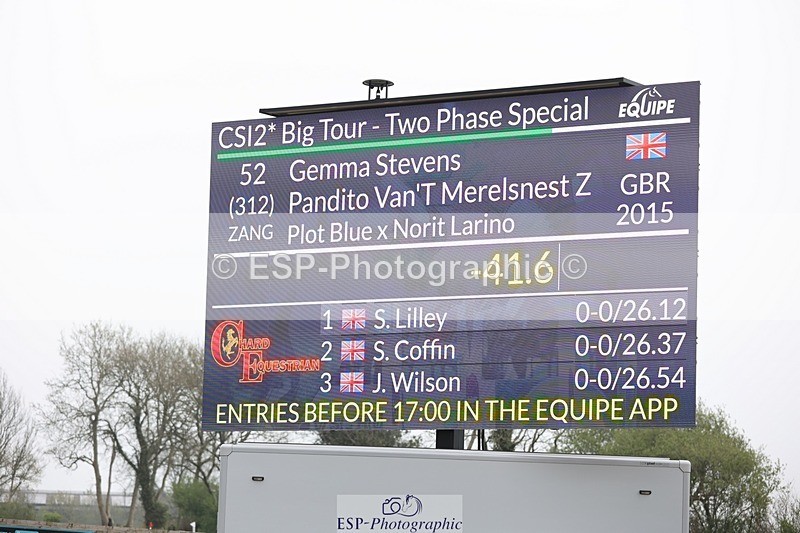 CSI2* Big Tour - Two Phase Special EQUIPE
52 Gemma Stevens
(312) Pandito Van'T Merelsnest Z GBR
ZANG Plot Blue x Norit Larino 2015
© ESP-Photographic ©
-41.6
1 S. Lilley 0-0/26.12
CHARD EQUESTRIAN
2 S. Coffin 0-0/26.37
3 J. Wilson 0-0/26.54
ENTRIES BEFORE 17:00 IN THE EQUIPE APP
ESP-Photographic